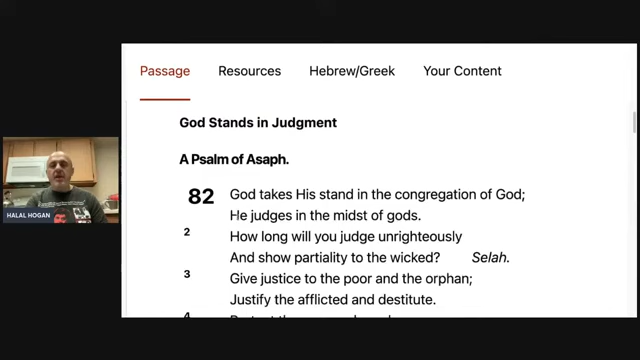 Passage Resources Hebrew/Greek Your Content
God Stands in Judgment
A Psalm of Asaph.
82 God takes His stand in the congregation of God;
He judges in the midst of gods.
2 How long will you judge unrighteously
And show partiality to the wicked? Selah.
3 Give justice to the poor and the orphan;
Justify the afflicted and destitute.
4
HALAL HOGAN